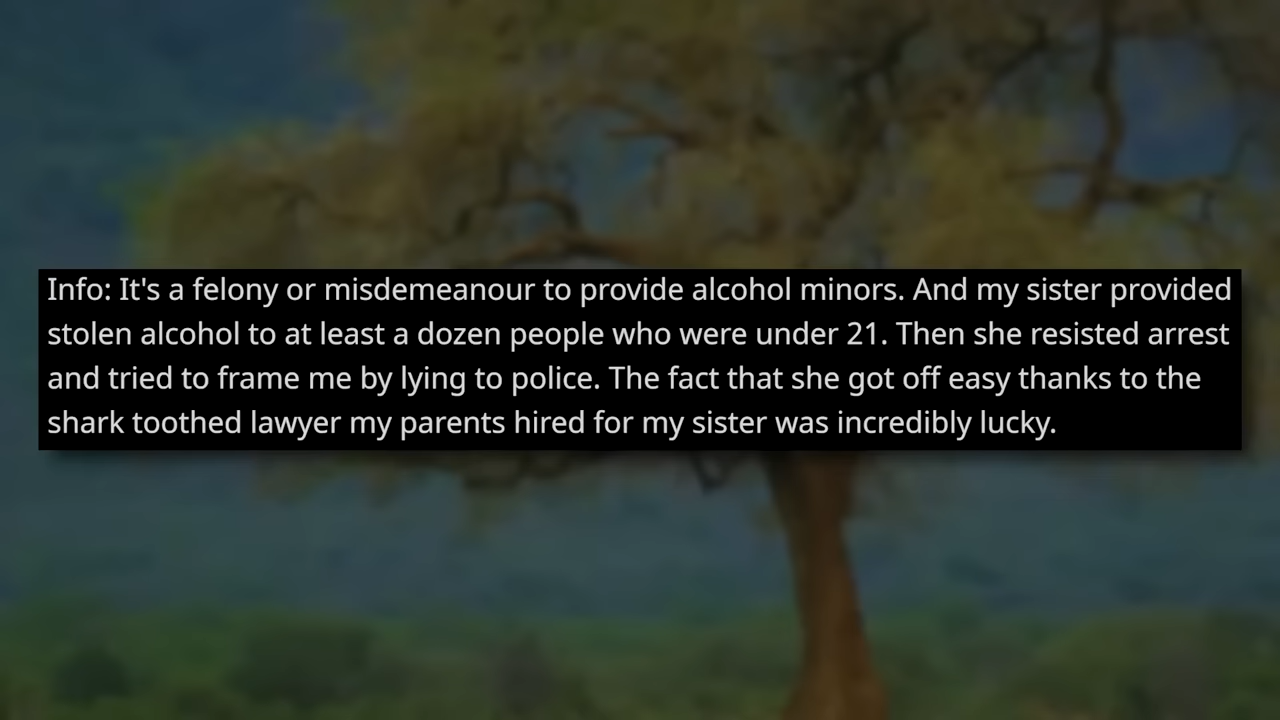 Info: It's a felony or misdemeanour to provide alcohol minors. And my sister provided
stolen alcohol to at least a dozen people who were under 21. Then she resisted arrest
and tried to frame me by lying to police. The fact that she got off easy thanks to the
shark toothed lawyer my parents hired for my sister was incredibly lucky.